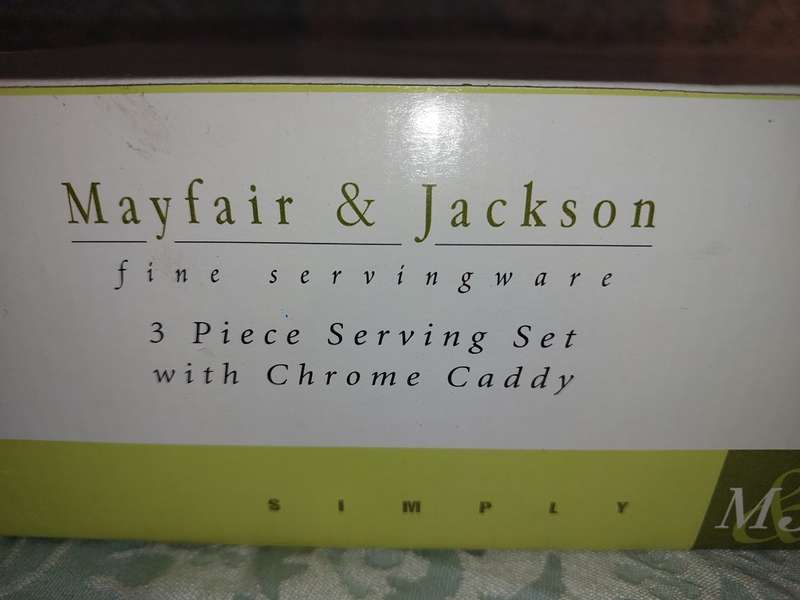 Mayfair & Jackson
fine servingware
3 Piece Serving Set
with Chrome Caddy
SIMPLY
M&J